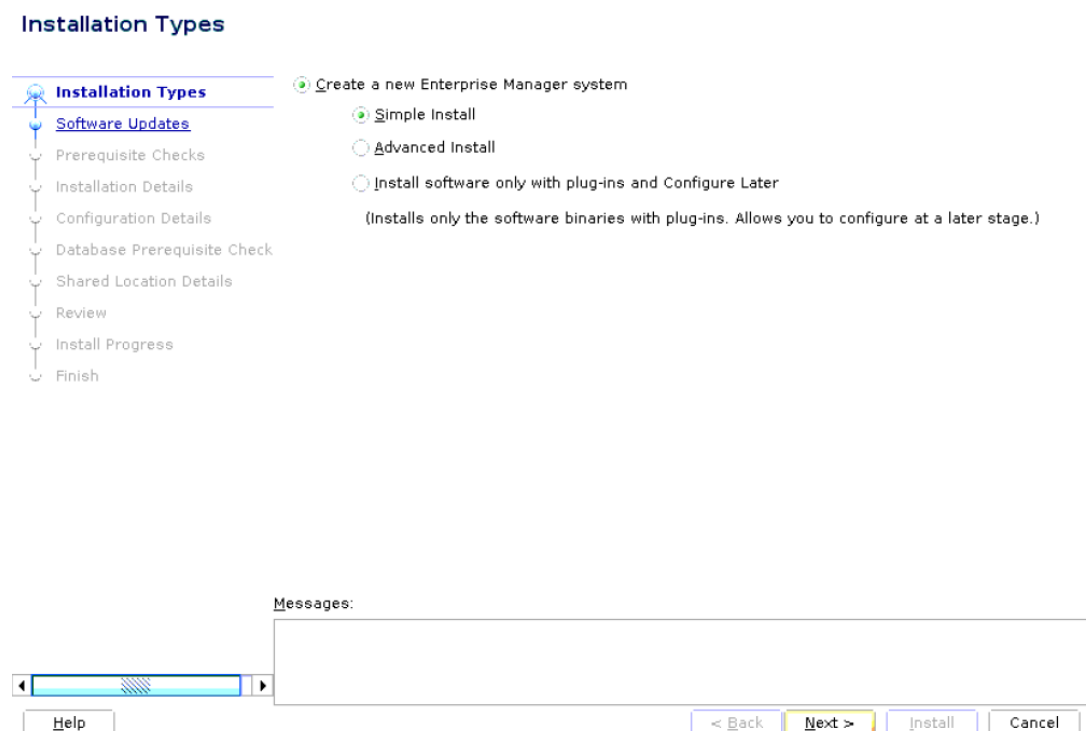 Installation Types
Installation Types
Software Updates
Prerequisite Checks
Installation Details
Configuration Details
Database Prerequisite Check
Shared Location Details
Review
Install Progress
Finish
Create a new Enterprise Manager system
Simple Install
Advanced Install
Install software only with plug-ins and Configure Later
(Installs only the software binaries with plug-ins. Allows you to configure at a later stage.)
Messages:
Help
< Back
Next >
Install
Cancel